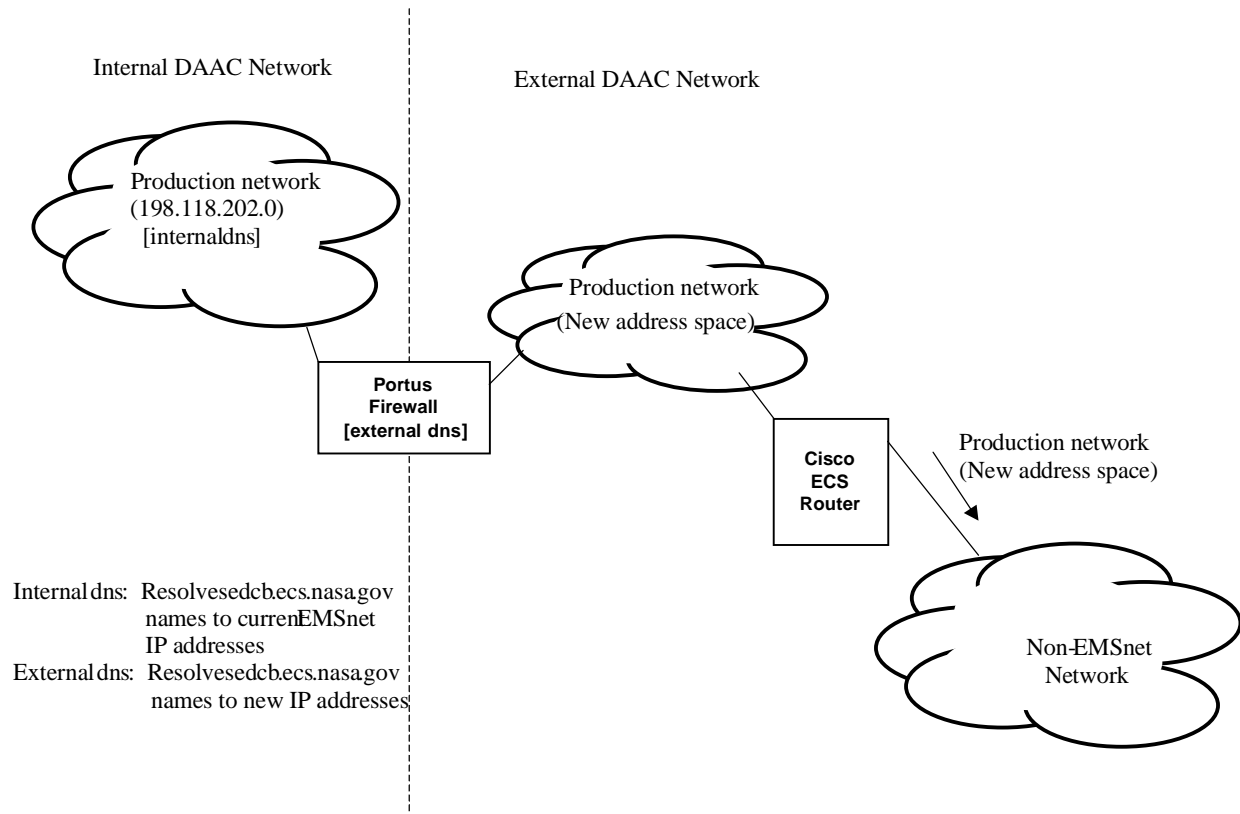 Internal DAAC Network
External DAAC Network
Production network
(198.118.202.0)
[internaldns]
Production network
(New address space)
Portus
Firewall
[external dns]
Cisco
ECS
Router
Production network
(New address space)
Non-EMSnet
Network
Internal dns: Resolvesedcb.ecs.nasa.gov
names to currenEMSnet
IP addresses
External dns: Resolvesedcb.ecs.nasa.gov
names to new IP addresses